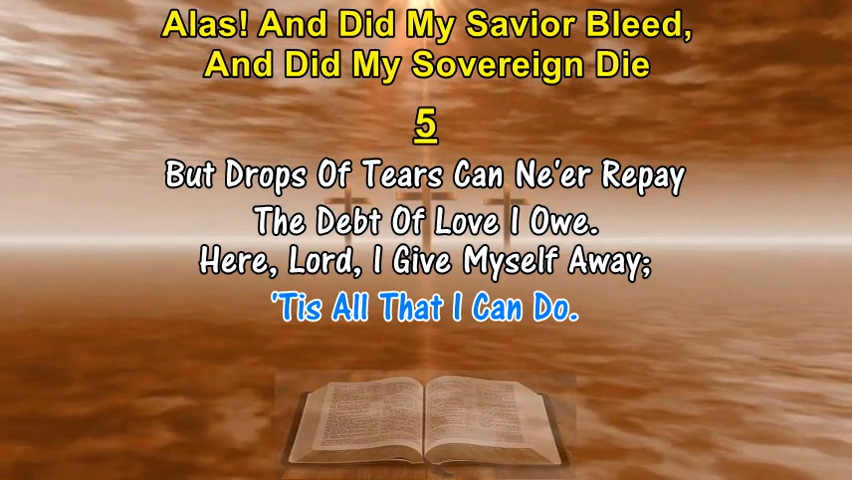 Alas! And Did My Savior Bleed,
And Did My Sovereign Die
5
But Drops Of Tears Can Ne'er Repay
The Debt Of Love I Owe.
Here, Lord, I Give Myself Away;
'Tis All That I Can Do.